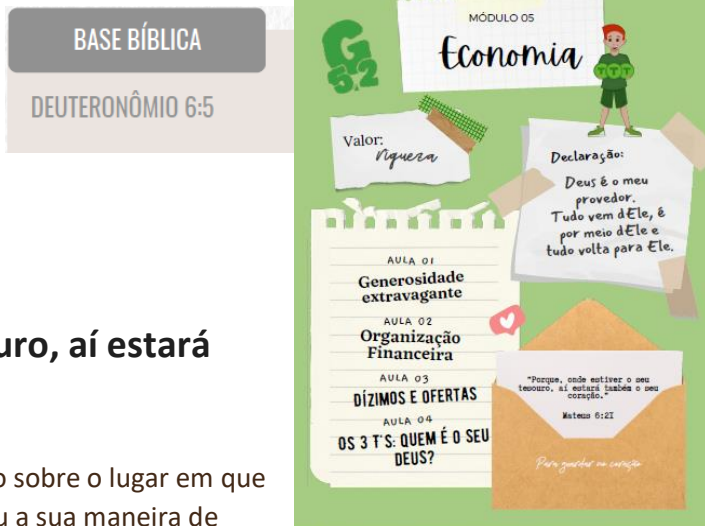 BASE BÍBLICA
DEUTERONÔMIO 6:5
uro, aí estará
o sobre o lugar em que
u a sua maneira de
G
5.2
MÓDULO 05
Economia
TTT
Valor:
riqueza
Declaração:
Deus é o meu
provedor.
Tudo vem dEle, é
por meio dEle e
tudo volta para Ele.
AULA 01
Generosidade
extravagante
AULA 02
Organização
Financeira
AULA 03
DÍZIMOS E OFERTAS
AULA 04
OS 3 T'S: QUEM É O SEU
DEUS?
"Porque, onde estiver o seu
tesouro, aí estará também o seu
coração."
Mateus 6:21
Para guardar no coração